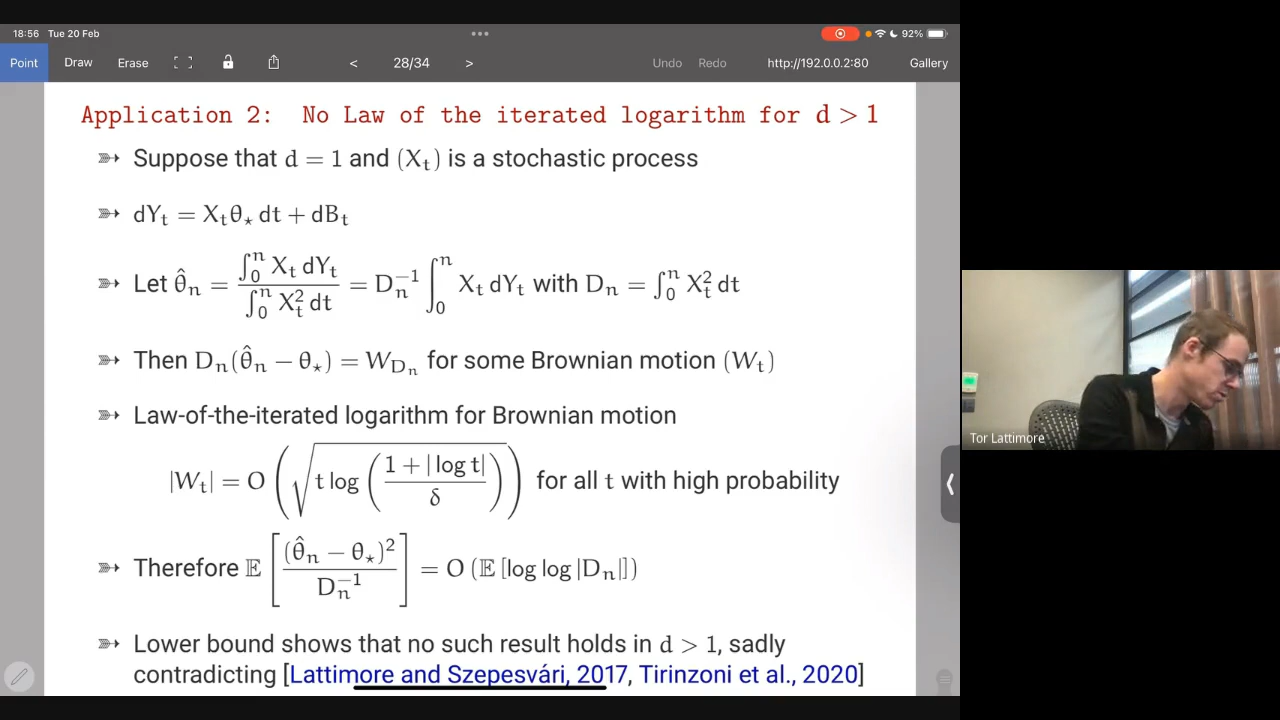 18:56 Tue 20 Feb 92%
Point Draw Erase < 28/34 > Undo Redo http://192.0.0.2:80 Gallery
Application 2: No Law of the iterated logarithm for d > 1
➳ Suppose that d = 1 and (X_t) is a stochastic process
➳ dY_t = X_tθ_⋆ dt + dB_t
➳ Let θ̂_n = ∫_0^n X_t dY_t / ∫_0^n X_t^2 dt = D_n^{-1} ∫_0^n X_t dY_t with D_n = ∫_0^n X_t^2 dt
➳ Then D_n(θ̂_n − θ_⋆) = W_{D_n} for some Brownian motion (W_t)
➳ Law-of-the-iterated logarithm for Brownian motion
|W_t| = O(√(t log((1 + |log t|)/δ))) for all t with high probability
➳ Therefore 𝔼[(θ̂_n − θ_⋆)^2 / D_n^{-1}] = O(𝔼[log log |D_n|])
➳ Lower bound shows that no such result holds in d > 1, sadly
contradicting [Lattimore and Szepesvári, 2017, Tirinzoni et al., 2020]
Tor Lattimore